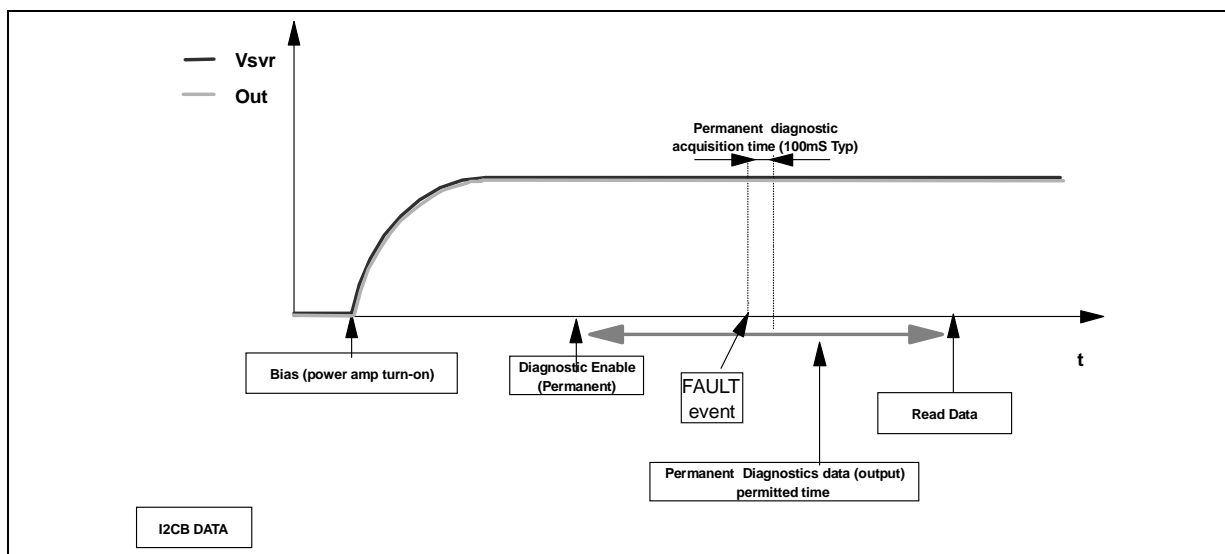 Vsvr
Out
Permanent diagnostic
acquisition time (100mS Typ)
t
Bias (power amp turn-on)
Diagnostic Enable
(Permanent)
FAULT
event
Read Data
Permanent Diagnostics data (output)
permitted time
I2CB DATA